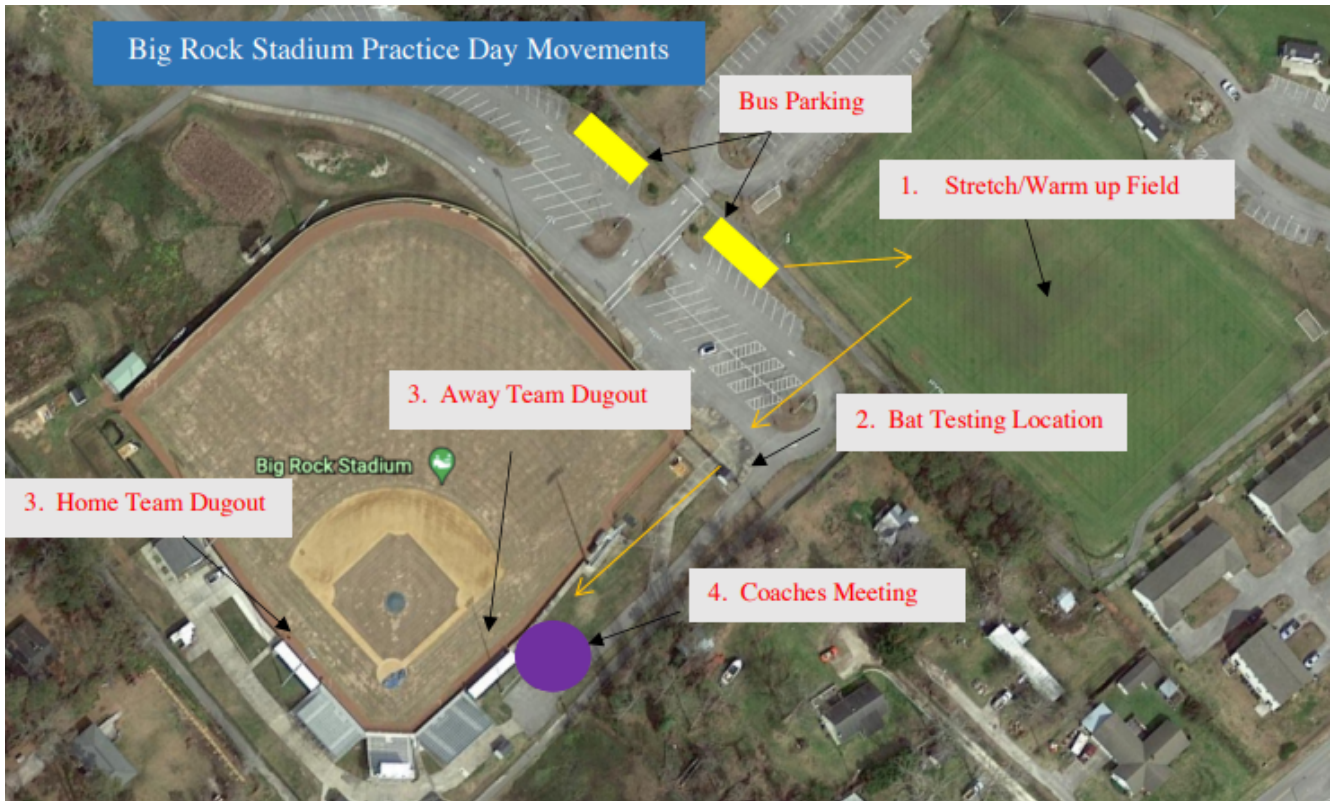 Big Rock Stadium Practice Day Movements
Bus Parking
1. Stretch/Warm up Field
3. Away Team Dugout
2. Bat Testing Location
Big Rock Stadium
3. Home Team Dugout
4. Coaches Meeting